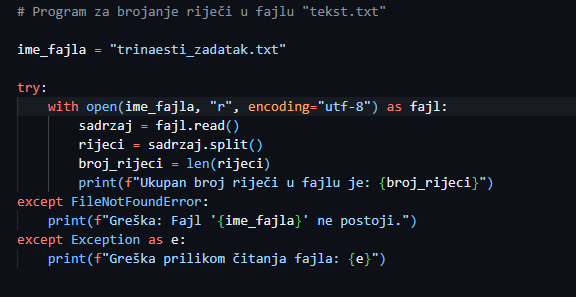 # Program za brojanje riječi u fajlu "tekst.txt"
ime_fajla = "trinaesti_zadatak.txt"
try:
    with open(ime_fajla, "r", encoding="utf-8") as fajl:
        sadrzaj = fajl.read()
        rijeci = sadrzaj.split()
        broj_rijeci = len(rijeci)
        print(f"Ukupan broj riječi u fajlu je: {broj_rijeci}")
except FileNotFoundError:
    print(f"Greška: Fajl '{ime_fajla}' ne postoji.")
except Exception as e:
    print(f"Greška prilikom čitanja fajla: {e}")